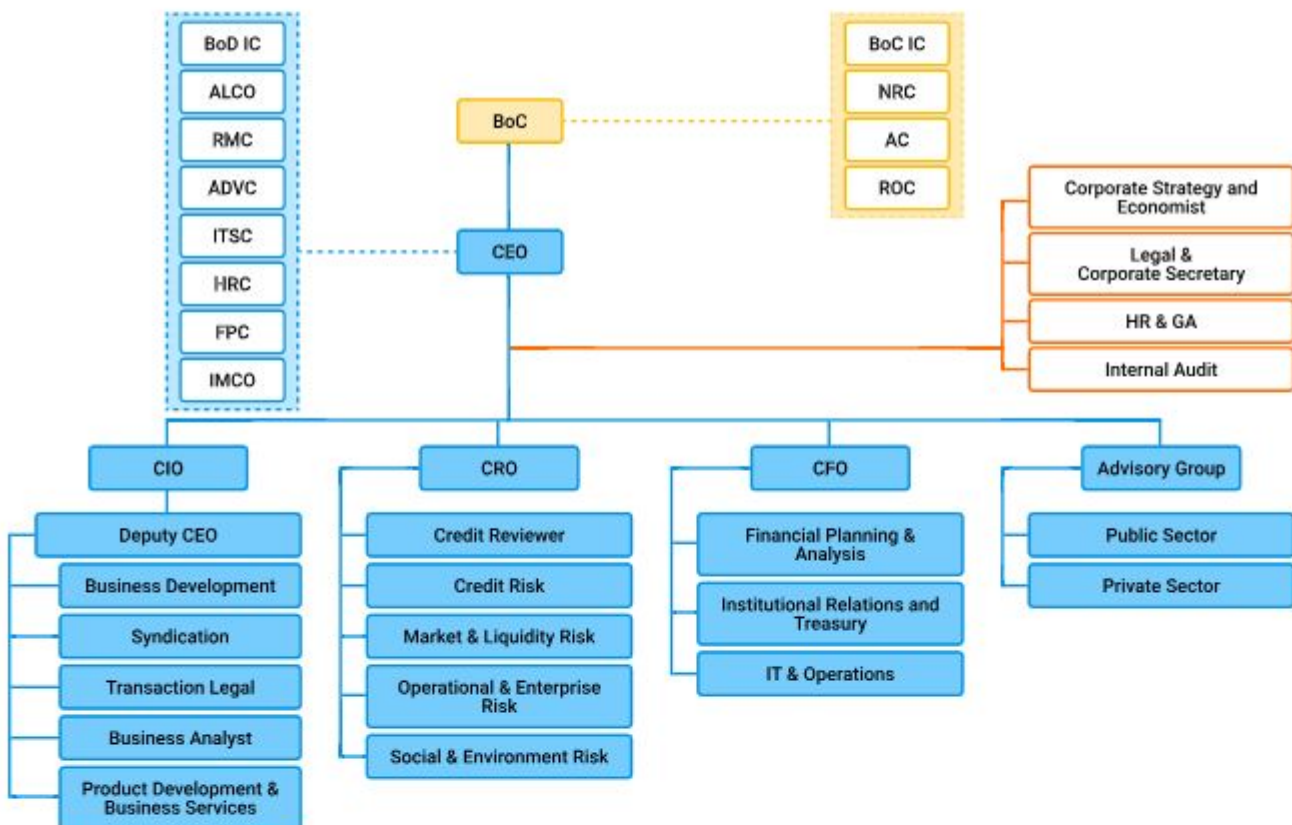 BoD IC
ALCO
RMC
ADVC
ITSC
HRC
FPC
IMCO
BoC
BoC IC
NRC
AC
ROC
CEO
Corporate Strategy and
Economist
Legal &
Corporate Secretary
HR & GA
Internal Audit
CIO
Deputy CEO
Business Development
Syndication
Transaction Legal
Business Analyst
Product Development &
Business Services
CRO
Credit Reviewer
Credit Risk
Market & Liquidity Risk
Operational & Enterprise
Risk
Social & Environment Risk
CFO
Financial Planning &
Analysis
Institutional Relations and
Treasury
IT & Operations
Advisory Group
Public Sector
Private Sector